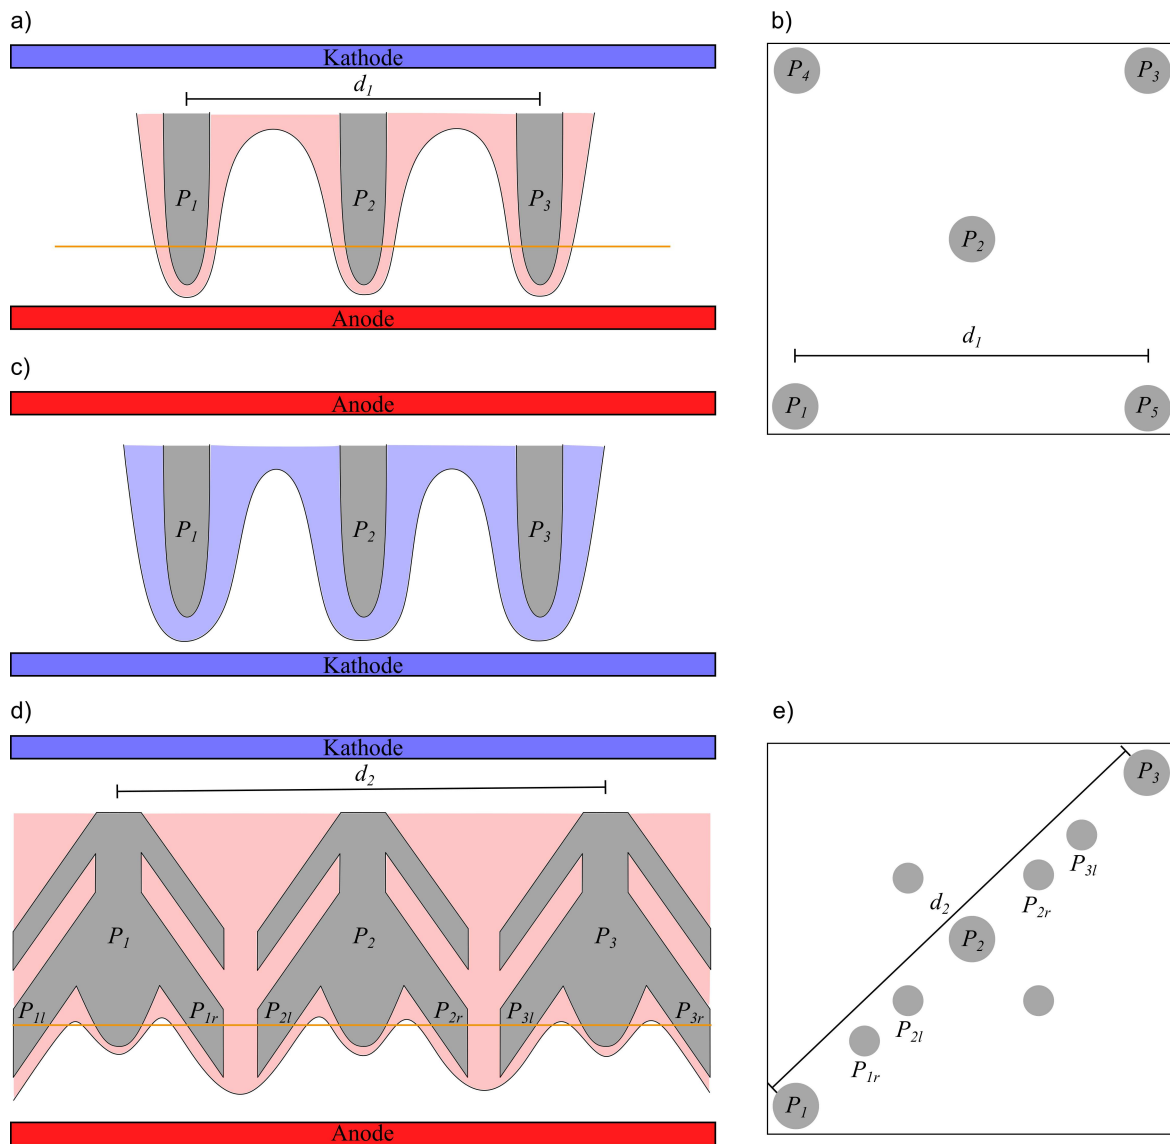 a)
Kathode
d1
P1 P2 P3
Anode
b)
P4 P3
P2
d1
P1 P5
c)
Anode
P1 P2 P3
Kathode
d)
Kathode
d2
P1 P2 P3
P1l P1r P2l P2r P3l P3r
Anode
e)
P3
P3l
P2r
d2
P2
P2l
P1r
P1